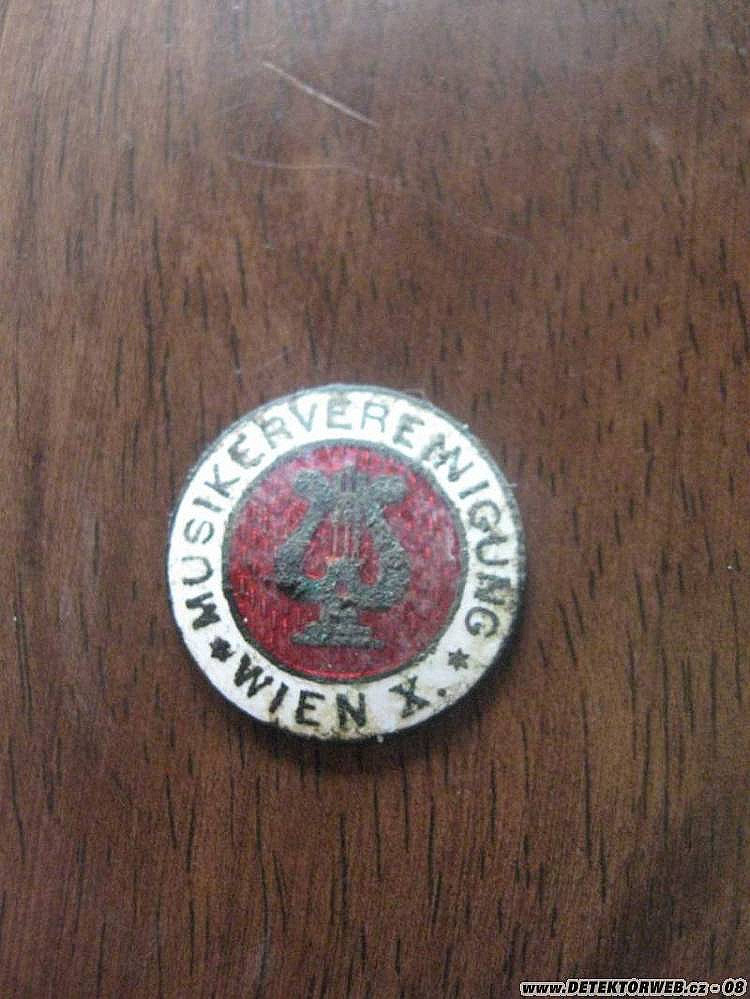 MUSIKERVEREINIGUNG
* WIEN X. *
www.DETEKTORWEB.cz - 08